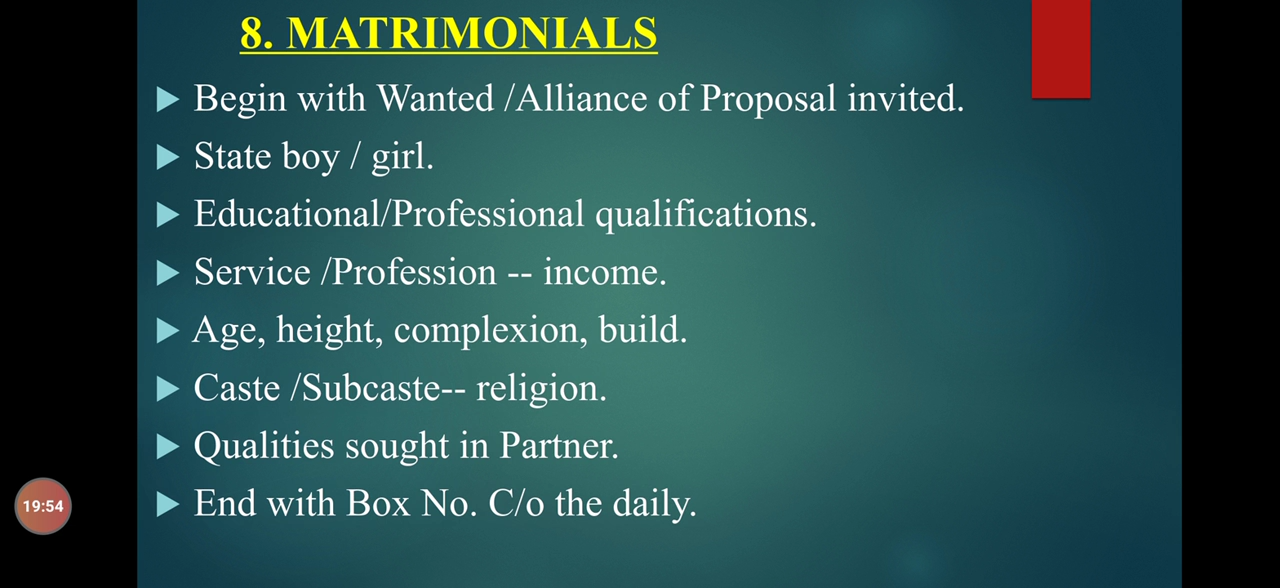 8. MATRIMONIALS
Begin with Wanted /Alliance of Proposal invited.
State boy / girl.
Educational/Professional qualifications.
Service /Profession -- income.
Age, height, complexion, build.
Caste /Subcaste-- religion.
Qualities sought in Partner.
End with Box No. C/o the daily.
19:54